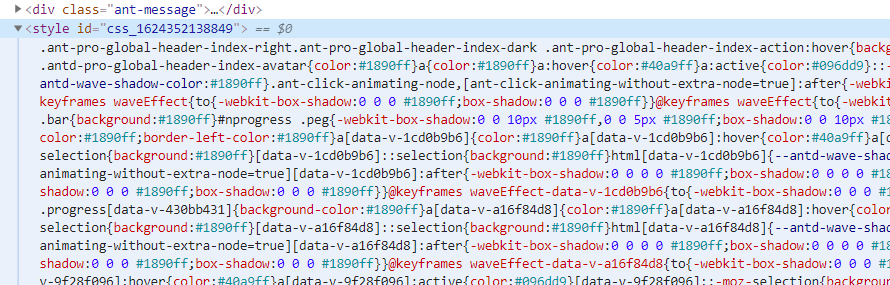 <div class="ant-message">…</div>
<style id="css_1624352138849"> == $0
.ant-pro-global-header-index-right.ant-pro-global-header-index-dark .ant-pro-global-header-index-action:hover{backg
.antd-pro-global-header-index-avatar{color:#1890ff}a{color:#1890ff}a:hover{color:#40a9ff}a:active{color:#096dd9}::-
antd-wave-shadow-color:#1890ff}.ant-click-animating-node,[ant-click-animating-without-extra-node=true]:after{-webki
keyframes waveEffect{to{-webkit-box-shadow:0 0 0 #1890ff;box-shadow:0 0 0 #1890ff}}@keyframes waveEffect{to{-webkit
.bar{background:#1890ff}#nprogress .peg{-webkit-box-shadow:0 0 10px #1890ff,0 0 5px #1890ff;box-shadow:0 0 10px #18
color:#1890ff;border-left-color:#1890ff}a[data-v-1cd0b9b6]{color:#1890ff}a[data-v-1cd0b9b6]:hover{color:#40a9ff}a[d
selection{background:#1890ff}[data-v-1cd0b9b6]::selection{background:#1890ff}html[data-v-1cd0b9b6]{--antd-wave-shad
animating-without-extra-node=true][data-v-1cd0b9b6]:after{-webkit-box-shadow:0 0 0 #1890ff;box-shadow:0 0 0 #1890ff
shadow:0 0 0 #1890ff;box-shadow:0 0 0 #1890ff}}@keyframes waveEffect-data-v-1cd0b9b6{to{-webkit-box-shadow:0 0 0 #1
.progress[data-v-430bb431]{background-color:#1890ff}a[data-v-a16f84d8]{color:#1890ff}a[data-v-a16f84d8]:hover{color
selection{background:#1890ff}[data-v-a16f84d8]::selection{background:#1890ff}html[data-v-a16f84d8]{--antd-wave-shad
animating-without-extra-node=true][data-v-a16f84d8]:after{-webkit-box-shadow:0 0 0 #1890ff;box-shadow:0 0 0 #1890ff
shadow:0 0 0 #1890ff;box-shadow:0 0 0 #1890ff}}@keyframes waveEffect-data-v-a16f84d8{to{-webkit-box-shadow:0 0 0 #1
v-9f28f096]:hover{color:#40a9ff}a[data-v-9f28f096]:active{color:#096dd9}[data-v-9f28f096]::-moz-selection{backgroun